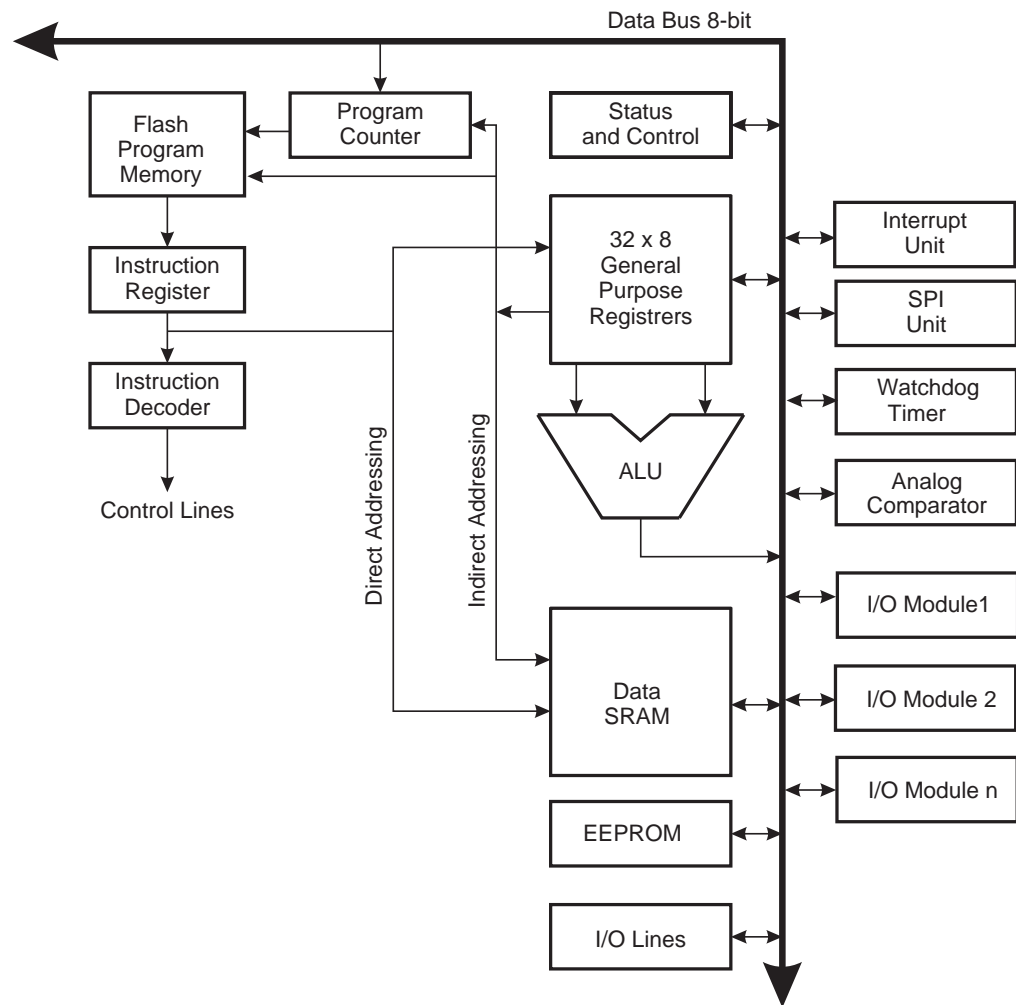 Data Bus 8-bit
Flash
Program
Memory
Program
Counter
Status
and Control
Interrupt
Unit
32 x 8
General
Purpose
Registrers
Instruction
Register
SPI
Unit
Instruction
Decoder
Watchdog
Timer
ALU
Analog
Comparator
Control Lines
Direct Addressing
Indirect Addressing
I/O Module1
Data
SRAM
I/O Module 2
I/O Module n
EEPROM
I/O Lines